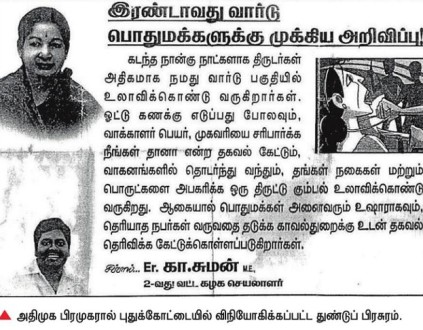 இரண்டாவது வார்டு
பொதுமக்களுக்கு முக்கிய அறிவிப்பு!
கடந்த நான்கு நாட்களாக திருடர்கள்
அதிகமாக நமது வார்டு பகுதியில்
உலாவிக்கொண்டு வருகிறார்கள்.
ஓட்டு கணக்கு எடுப்பது போலவும்,
வாக்காளர் பெயர், முகவரியை சரிபார்க்க
நீங்கள் தானா என்ற தகவல் கேட்டும்,
வாகனங்களில் தொடர்ந்து வந்தும், தங்கள் நகைகள் மற்றும்
பொருட்களை அபகரிக்க ஒரு திருட்டு கும்பல் உலாவிக்கொண்டு
வருகிறது. ஆகையால் பொதுமக்கள் அனைவரும் உஷாராகவும்,
தெரியாத நபர்கள் வருவதை தடுக்க காவல்துறைக்கு உடன் தகவல்
தெரிவிக்க கேட்டுக்கொள்ளப்படுகிறார்கள்.
இவண்... Er. கா.சுமன் M.E.,
2-வது வட்ட கழக செயலாளர்
அதிமுக பிரமுகரால் புதுக்கோட்டையில் விநியோகிக்கப்பட்ட துண்டுப் பிரசுரம்.